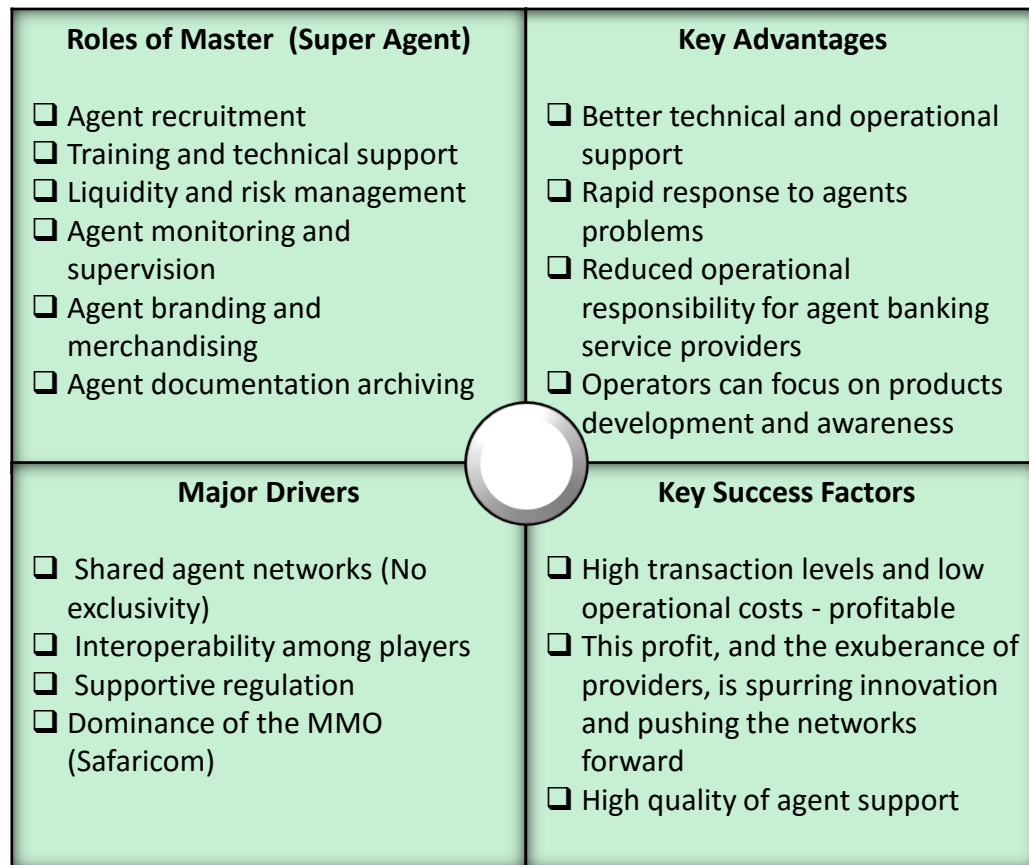 Roles of Master  (Super Agent)
❑ Agent recruitment
❑ Training and technical support
❑ Liquidity and risk management
❑ Agent monitoring and
supervision
❑ Agent branding and
merchandising
❑ Agent documentation archiving
Key Advantages
❑ Better technical and operational
support
❑ Rapid response to agents
problems
❑ Reduced operational
responsibility for agent banking
service providers
❑ Operators can focus on products
development and awareness
Major Drivers
❑ Shared agent networks (No
exclusivity)
❑ Interoperability among players
❑ Supportive regulation
❑ Dominance of the MMO
(Safaricom)
Key Success Factors
❑ High transaction levels and low
operational costs - profitable
❑ This profit, and the exuberance of
providers, is spurring innovation
and pushing the networks
forward
❑ High quality of agent support